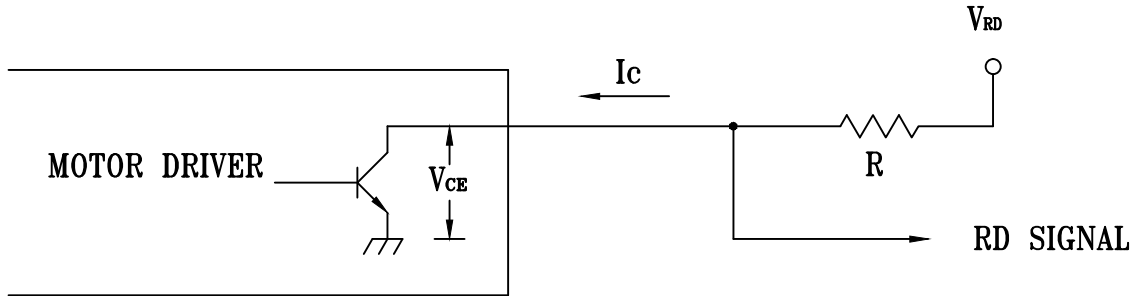 VRD
Ic
MOTOR DRIVER
VCE
R
RD SIGNAL